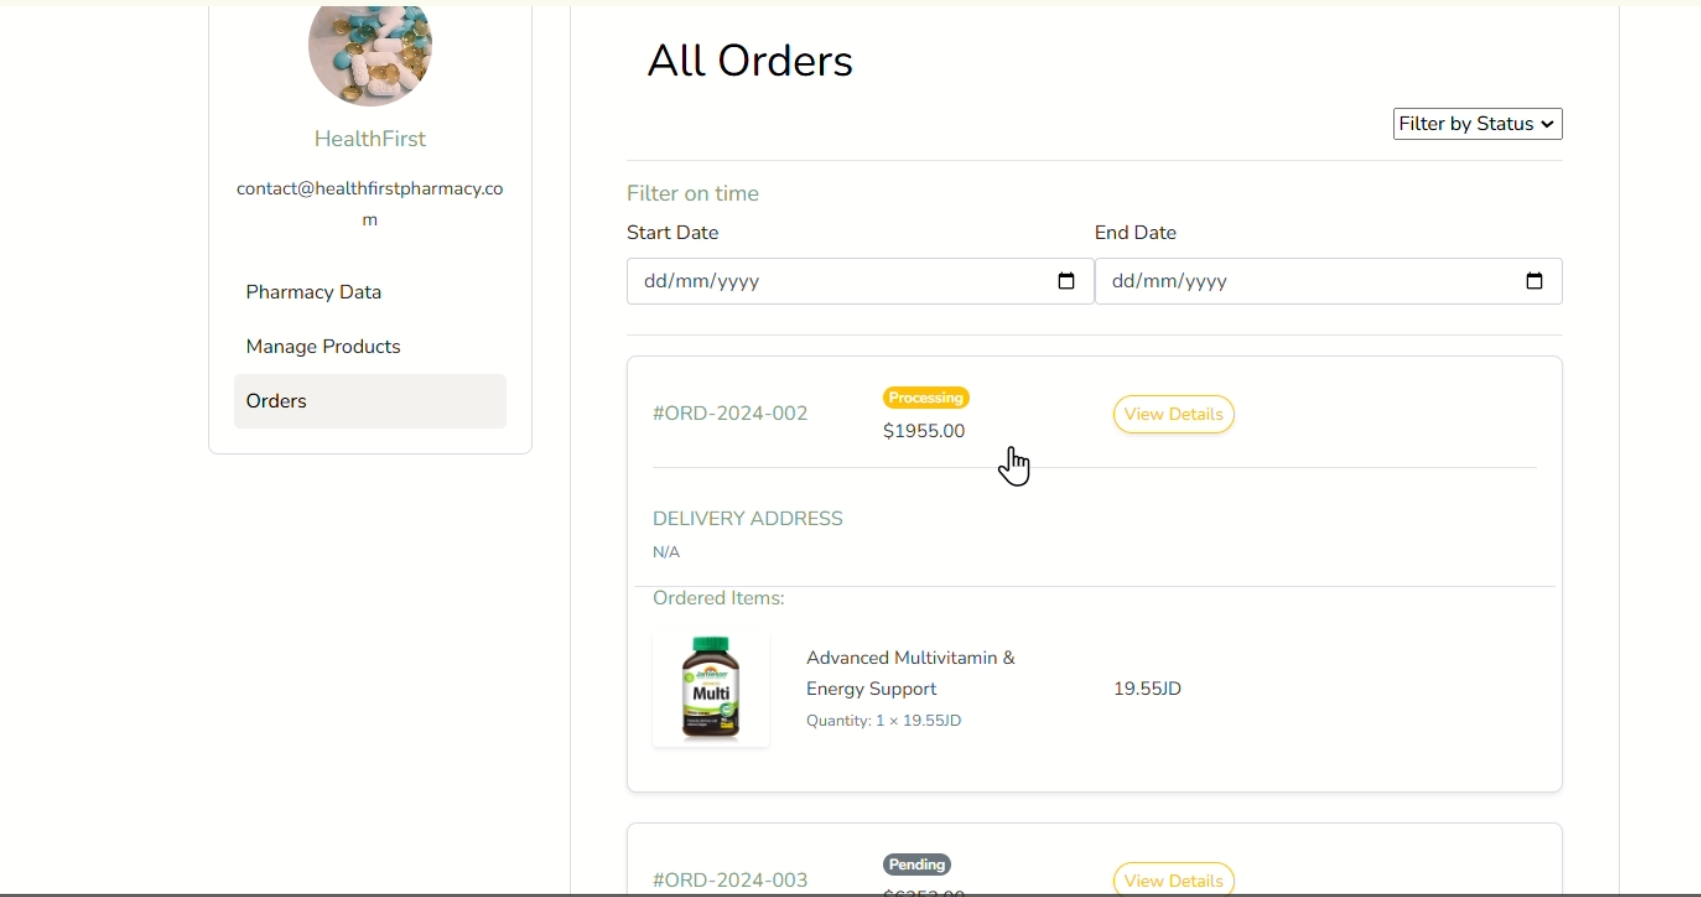 HealthFirst
contact@healthfirstpharmacy.co
m
Pharmacy Data
Manage Products
Orders
All Orders
Filter by Status
Filter on time
Start Date
End Date
dd/mm/yyyy
dd/mm/yyyy
#ORD-2024-002
Processing
$1955.00
View Details
DELIVERY ADDRESS
N/A
Ordered Items:
Multi
Advanced Multivitamin &
Energy Support
Quantity: 1 × 19.55JD
19.55JD
#ORD-2024-003
Pending
View Details